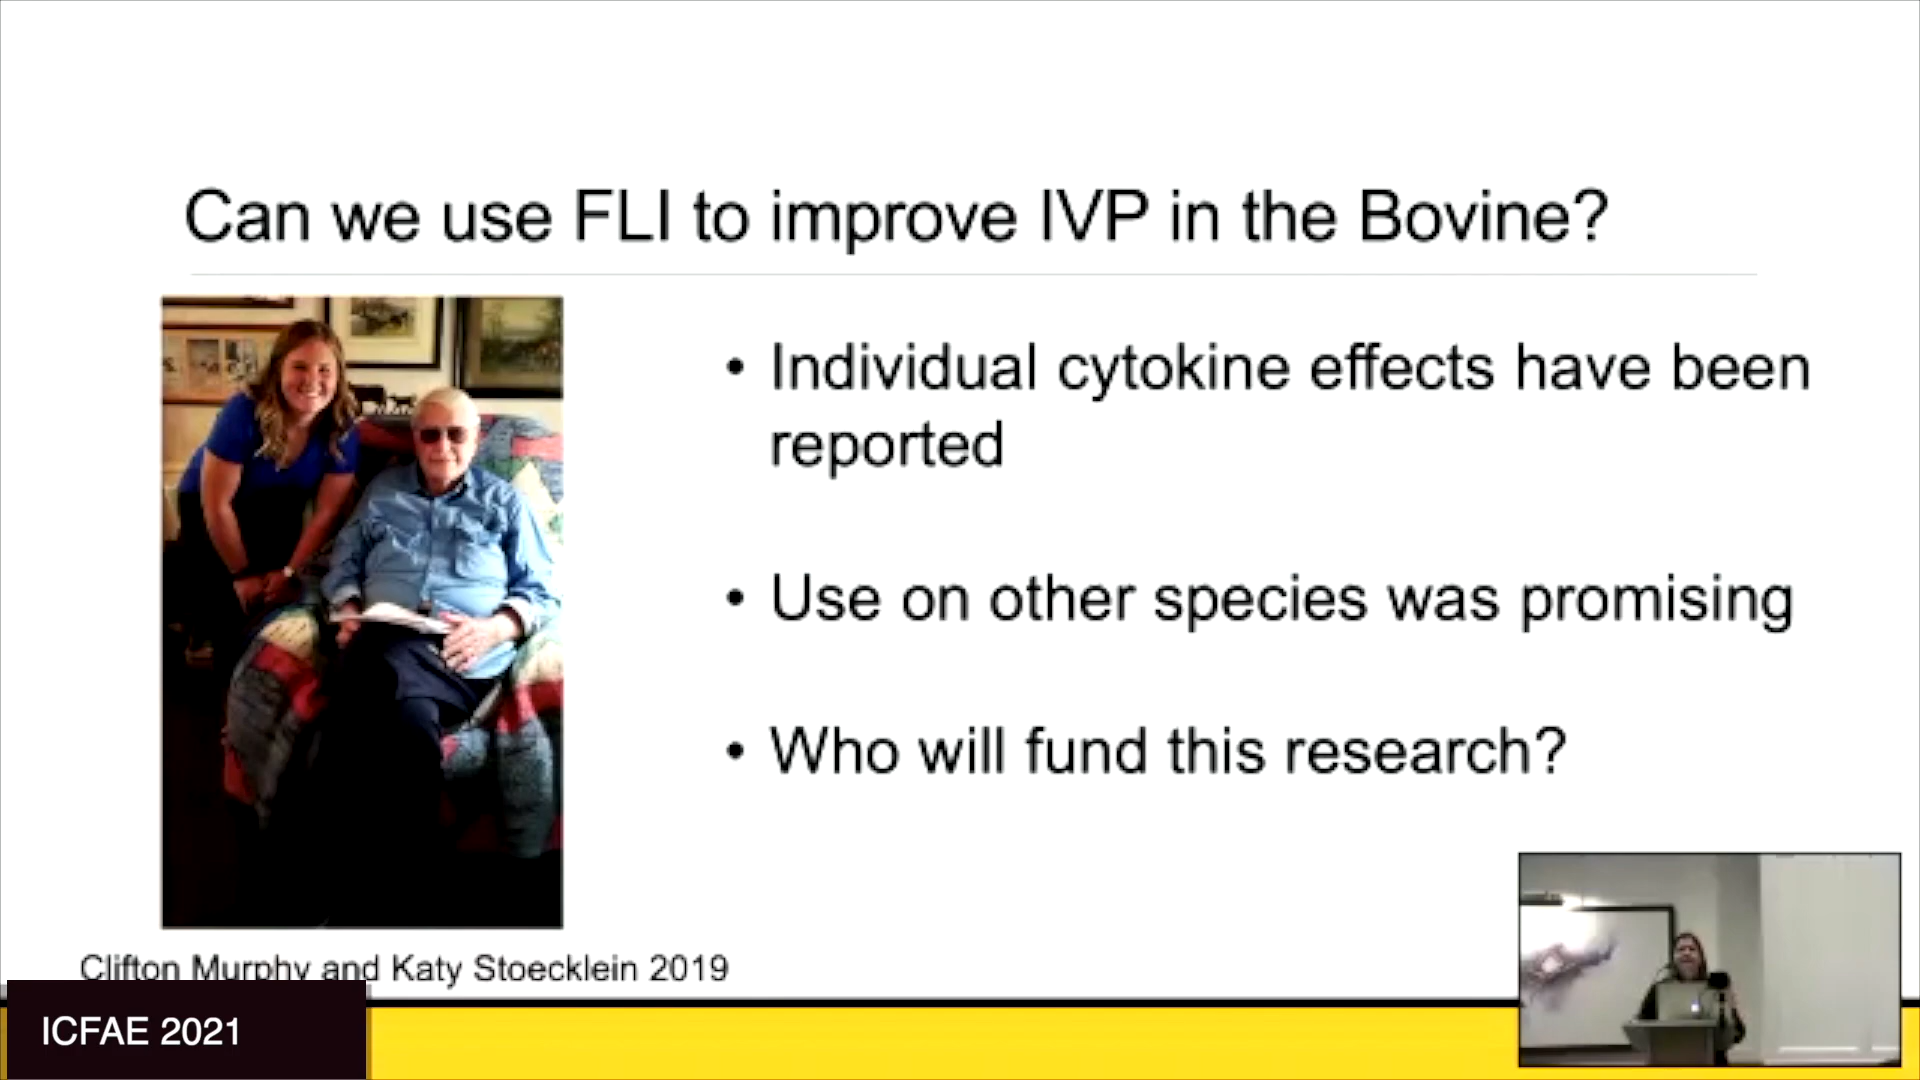 Can we use FLI to improve IVP in the Bovine?
• Individual cytokine effects have been
reported
• Use on other species was promising
• Who will fund this research?
Clifton Murphy and Katy Stoecklein 2019
ICFAE 2021